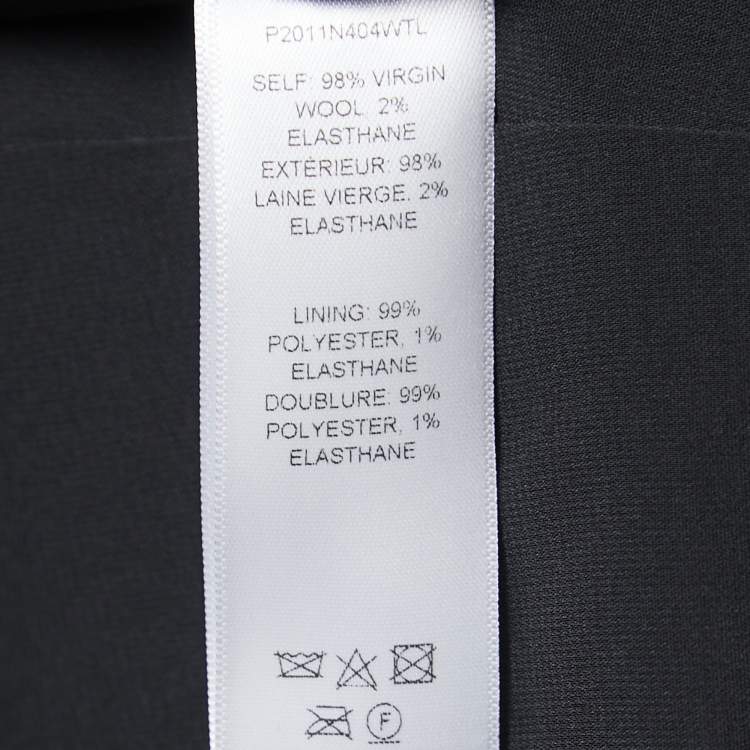 P2011N404WTL
SELF: 98% VIRGIN
WOOL, 2%
ELASTHANE
EXTÉRIEUR: 98%
LAINE VIERGE, 2%
ELASTHANE
LINING: 99%
POLYESTER, 1%
ELASTHANE
DOUBLURE: 99%
POLYESTER, 1%
ELASTHANE
F